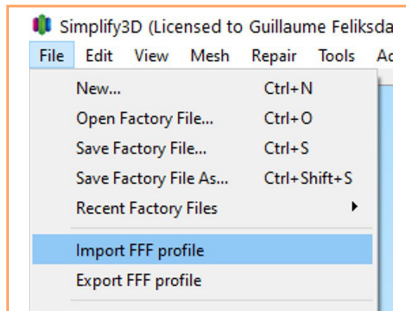 Simplify3D (Licensed to Guillaume Feliksda
File Edit View Mesh Repair Tools
New... Ctrl+N
Open Factory File... Ctrl+O
Save Factory File... Ctrl+S
Save Factory File As... Ctrl+Shift+S
Recent Factory Files
Import FFF profile
Export FFF profile